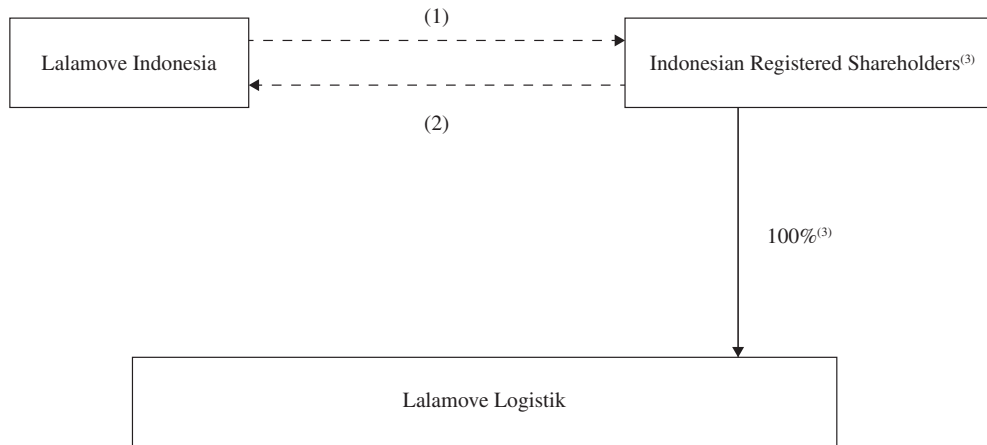 (1)
Lalamove Indonesia
Indonesian Registered Shareholders(3)
(2)
100%(3)
Lalamove Logistik